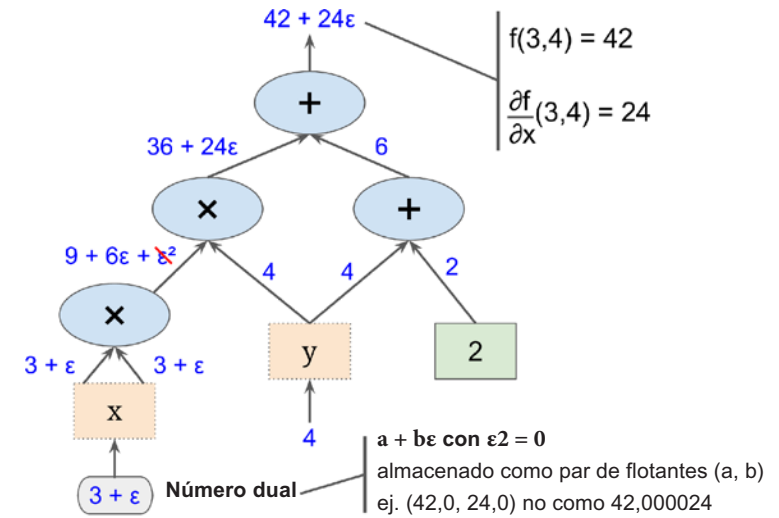 42 + 24ε
f(3,4) = 42
∂f/∂x(3,4) = 24
+
36 + 24ε
6
×
+
9 + 6ε + ε²
4
4
2
×
y
2
3 + ε
3 + ε
x
4
3 + ε
Número dual
a + bε con ε2 = 0
almacenado como par de flotantes (a, b)
ej. (42,0, 24,0) no como 42,000024